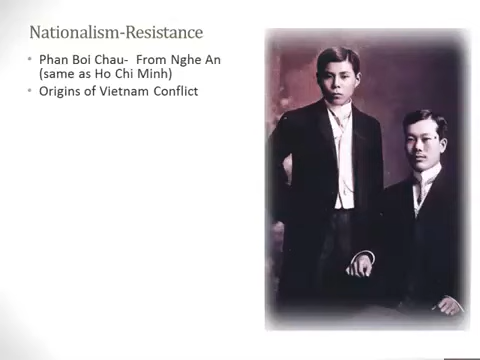 Nationalism-Resistance
• Phan Boi Chau- From Nghe An
(same as Ho Chi Minh)
• Origins of Vietnam Conflict